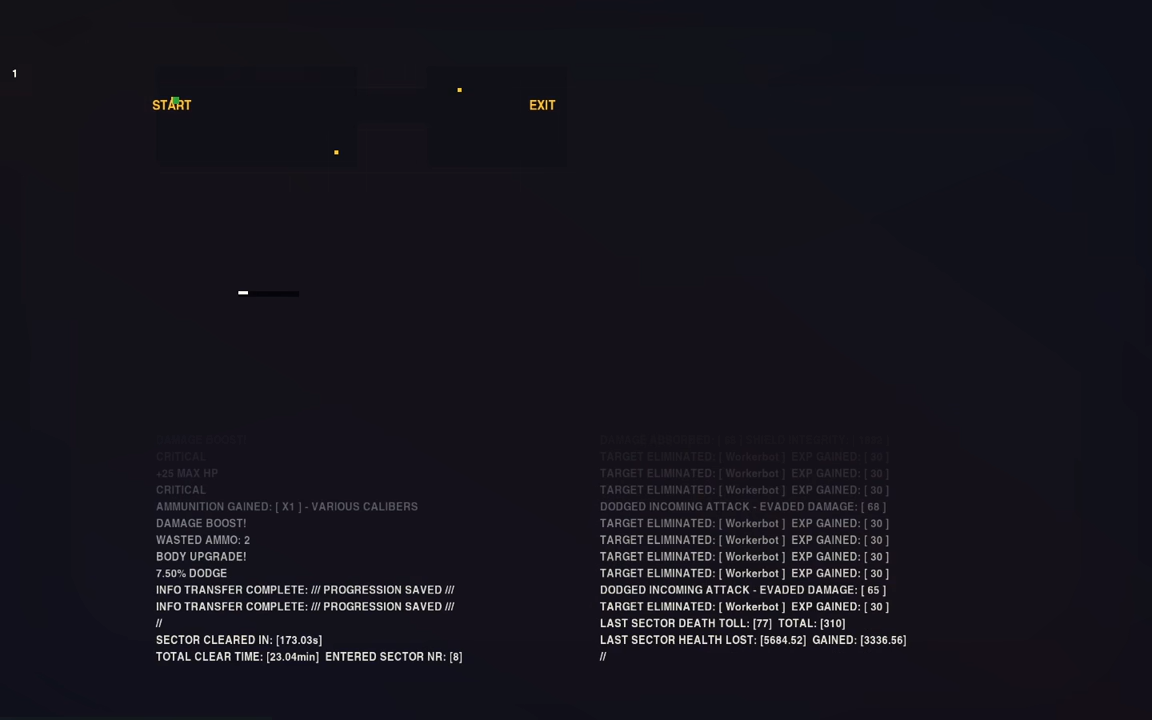 1
START
EXIT
DAMAGE BOOST!
CRITICAL
+25 MAX HP
CRITICAL
AMMUNITION GAINED: [ X1 ] - VARIOUS CALIBERS
DAMAGE BOOST!
WASTED AMMO: 2
BODY UPGRADE!
7.50% DODGE
INFO TRANSFER COMPLETE: /// PROGRESSION SAVED ///
INFO TRANSFER COMPLETE: /// PROGRESSION SAVED ///
//
SECTOR CLEARED IN: [173.03s]
TOTAL CLEAR TIME: [23.04min]  ENTERED SECTOR NR: [8]
DAMAGE ABSORBED: SHIELD INTEGRITY:
TARGET ELIMINATED: [ Workerbot ]  EXP GAINED: [ 30 ]
TARGET ELIMINATED: [ Workerbot ]  EXP GAINED: [ 30 ]
TARGET ELIMINATED: [ Workerbot ]  EXP GAINED: [ 30 ]
DODGED INCOMING ATTACK - EVADED DAMAGE: [ 68 ]
TARGET ELIMINATED: [ Workerbot ]  EXP GAINED: [ 30 ]
TARGET ELIMINATED: [ Workerbot ]  EXP GAINED: [ 30 ]
TARGET ELIMINATED: [ Workerbot ]  EXP GAINED: [ 30 ]
TARGET ELIMINATED: [ Workerbot ]  EXP GAINED: [ 30 ]
DODGED INCOMING ATTACK - EVADED DAMAGE: [ 65 ]
TARGET ELIMINATED: [ Workerbot ]  EXP GAINED: [ 30 ]
LAST SECTOR DEATH TOLL: [77]  TOTAL: [310]
LAST SECTOR HEALTH LOST: [5684.52]  GAINED: [3336.56]
//